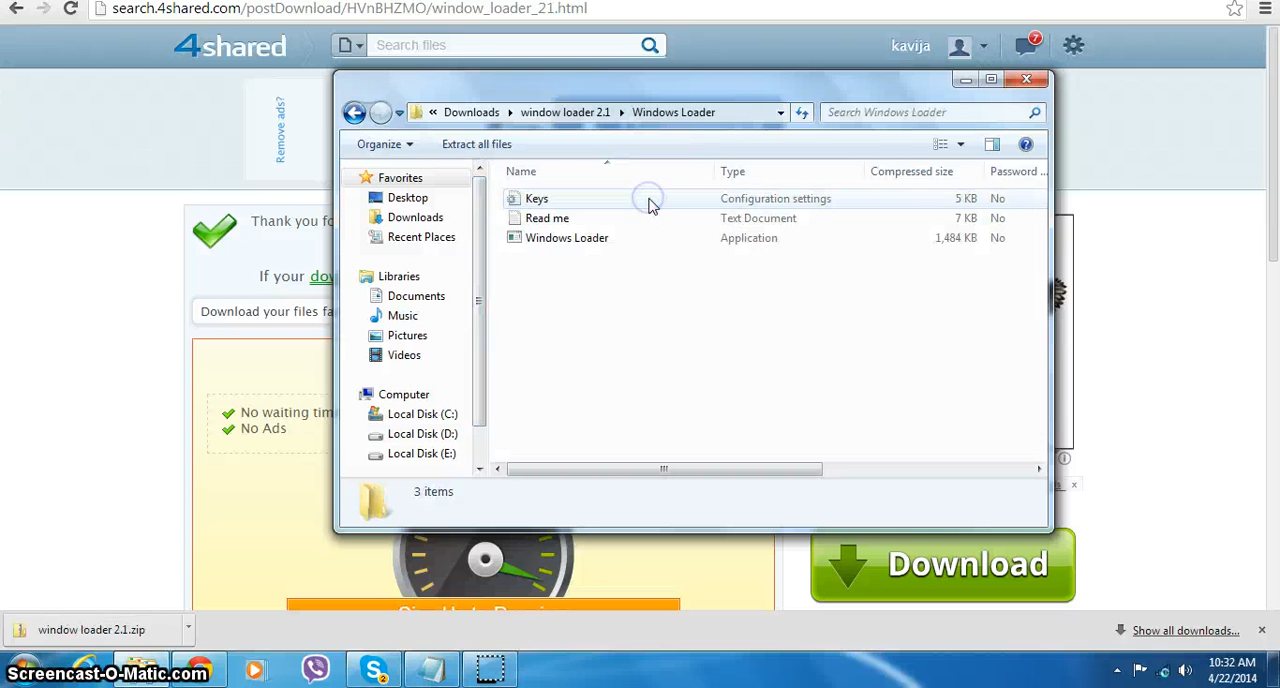 search.4shared.com/postDownload/HVnBHZMO/window_loader_21.html
4shared
Search files
kavija
7
Remove ads?
Thank you fo
If your dow
Download your files fa
No waiting tim
No Ads
« Downloads window loader 2.1 Windows Loader
Search Windows Loader
Organize
Extract all files
Favorites
Desktop
Downloads
Recent Places
Libraries
Documents
Music
Pictures
Videos
Computer
Local Disk (C:)
Local Disk (D:)
Local Disk (E:)
Name Type Compressed size Password ...
Keys Configuration settings 5 KB No
Read me Text Document 7 KB No
Windows Loader Application 1,484 KB No
3 items
Download
window loader 2.1.zip
Show all downloads...
Screencast-O-Matic.com
2
10:32 AM
4/22/2014